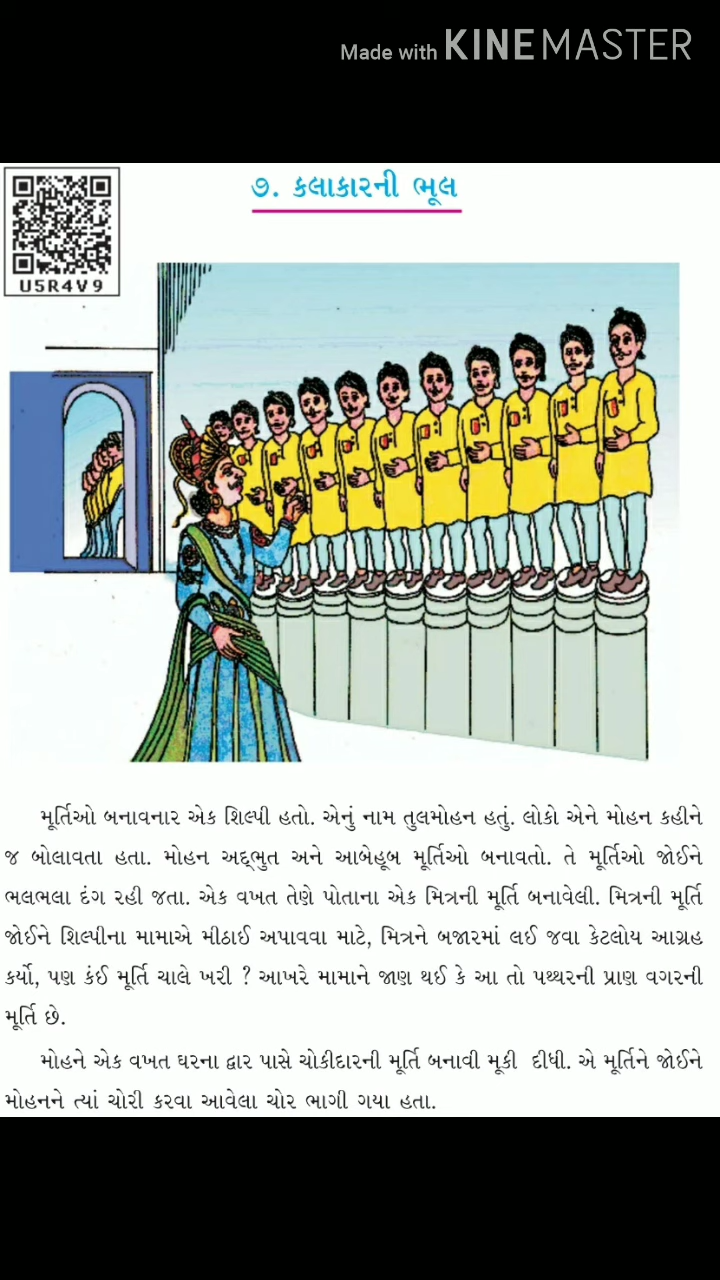 Made with KINEMASTER
૭. કલાકારની ભૂલ
U5R4V9
મૂર્તિઓ બનાવનાર એક શિલ્પી હતો. એનું નામ તુલમોહન હતું. લોકો એને મોહન કહીને
જ બોલાવતા હતા. મોહન અદ્ભુત અને આબેહૂબ મૂર્તિઓ બનાવતો. તે મૂર્તિઓ જોઈને
ભલભલા દંગ રહી જતા. એક વખત તેણે પોતાના એક મિત્રની મૂર્તિ બનાવેલી. મિત્રની મૂર્તિ
જોઈને શિલ્પીના મામાએ મીઠાઈ અપાવવા માટે, મિત્રને બજારમાં લઈ જવા કેટલોય આગ્રહ
કર્યો, પણ કંઈ મૂર્તિ ચાલે ખરી ? આખરે મામાને જાણ થઈ કે આ તો પથ્થરની પ્રાણ વગરની
મૂર્તિ છે.
મોહને એક વખત ઘરના દ્વાર પાસે ચોકીદારની મૂર્તિ બનાવી મૂકી દીધી. એ મૂર્તિને જોઈને
મોહનને ત્યાં ચોરી કરવા આવેલા ચોર ભાગી ગયા હતા.